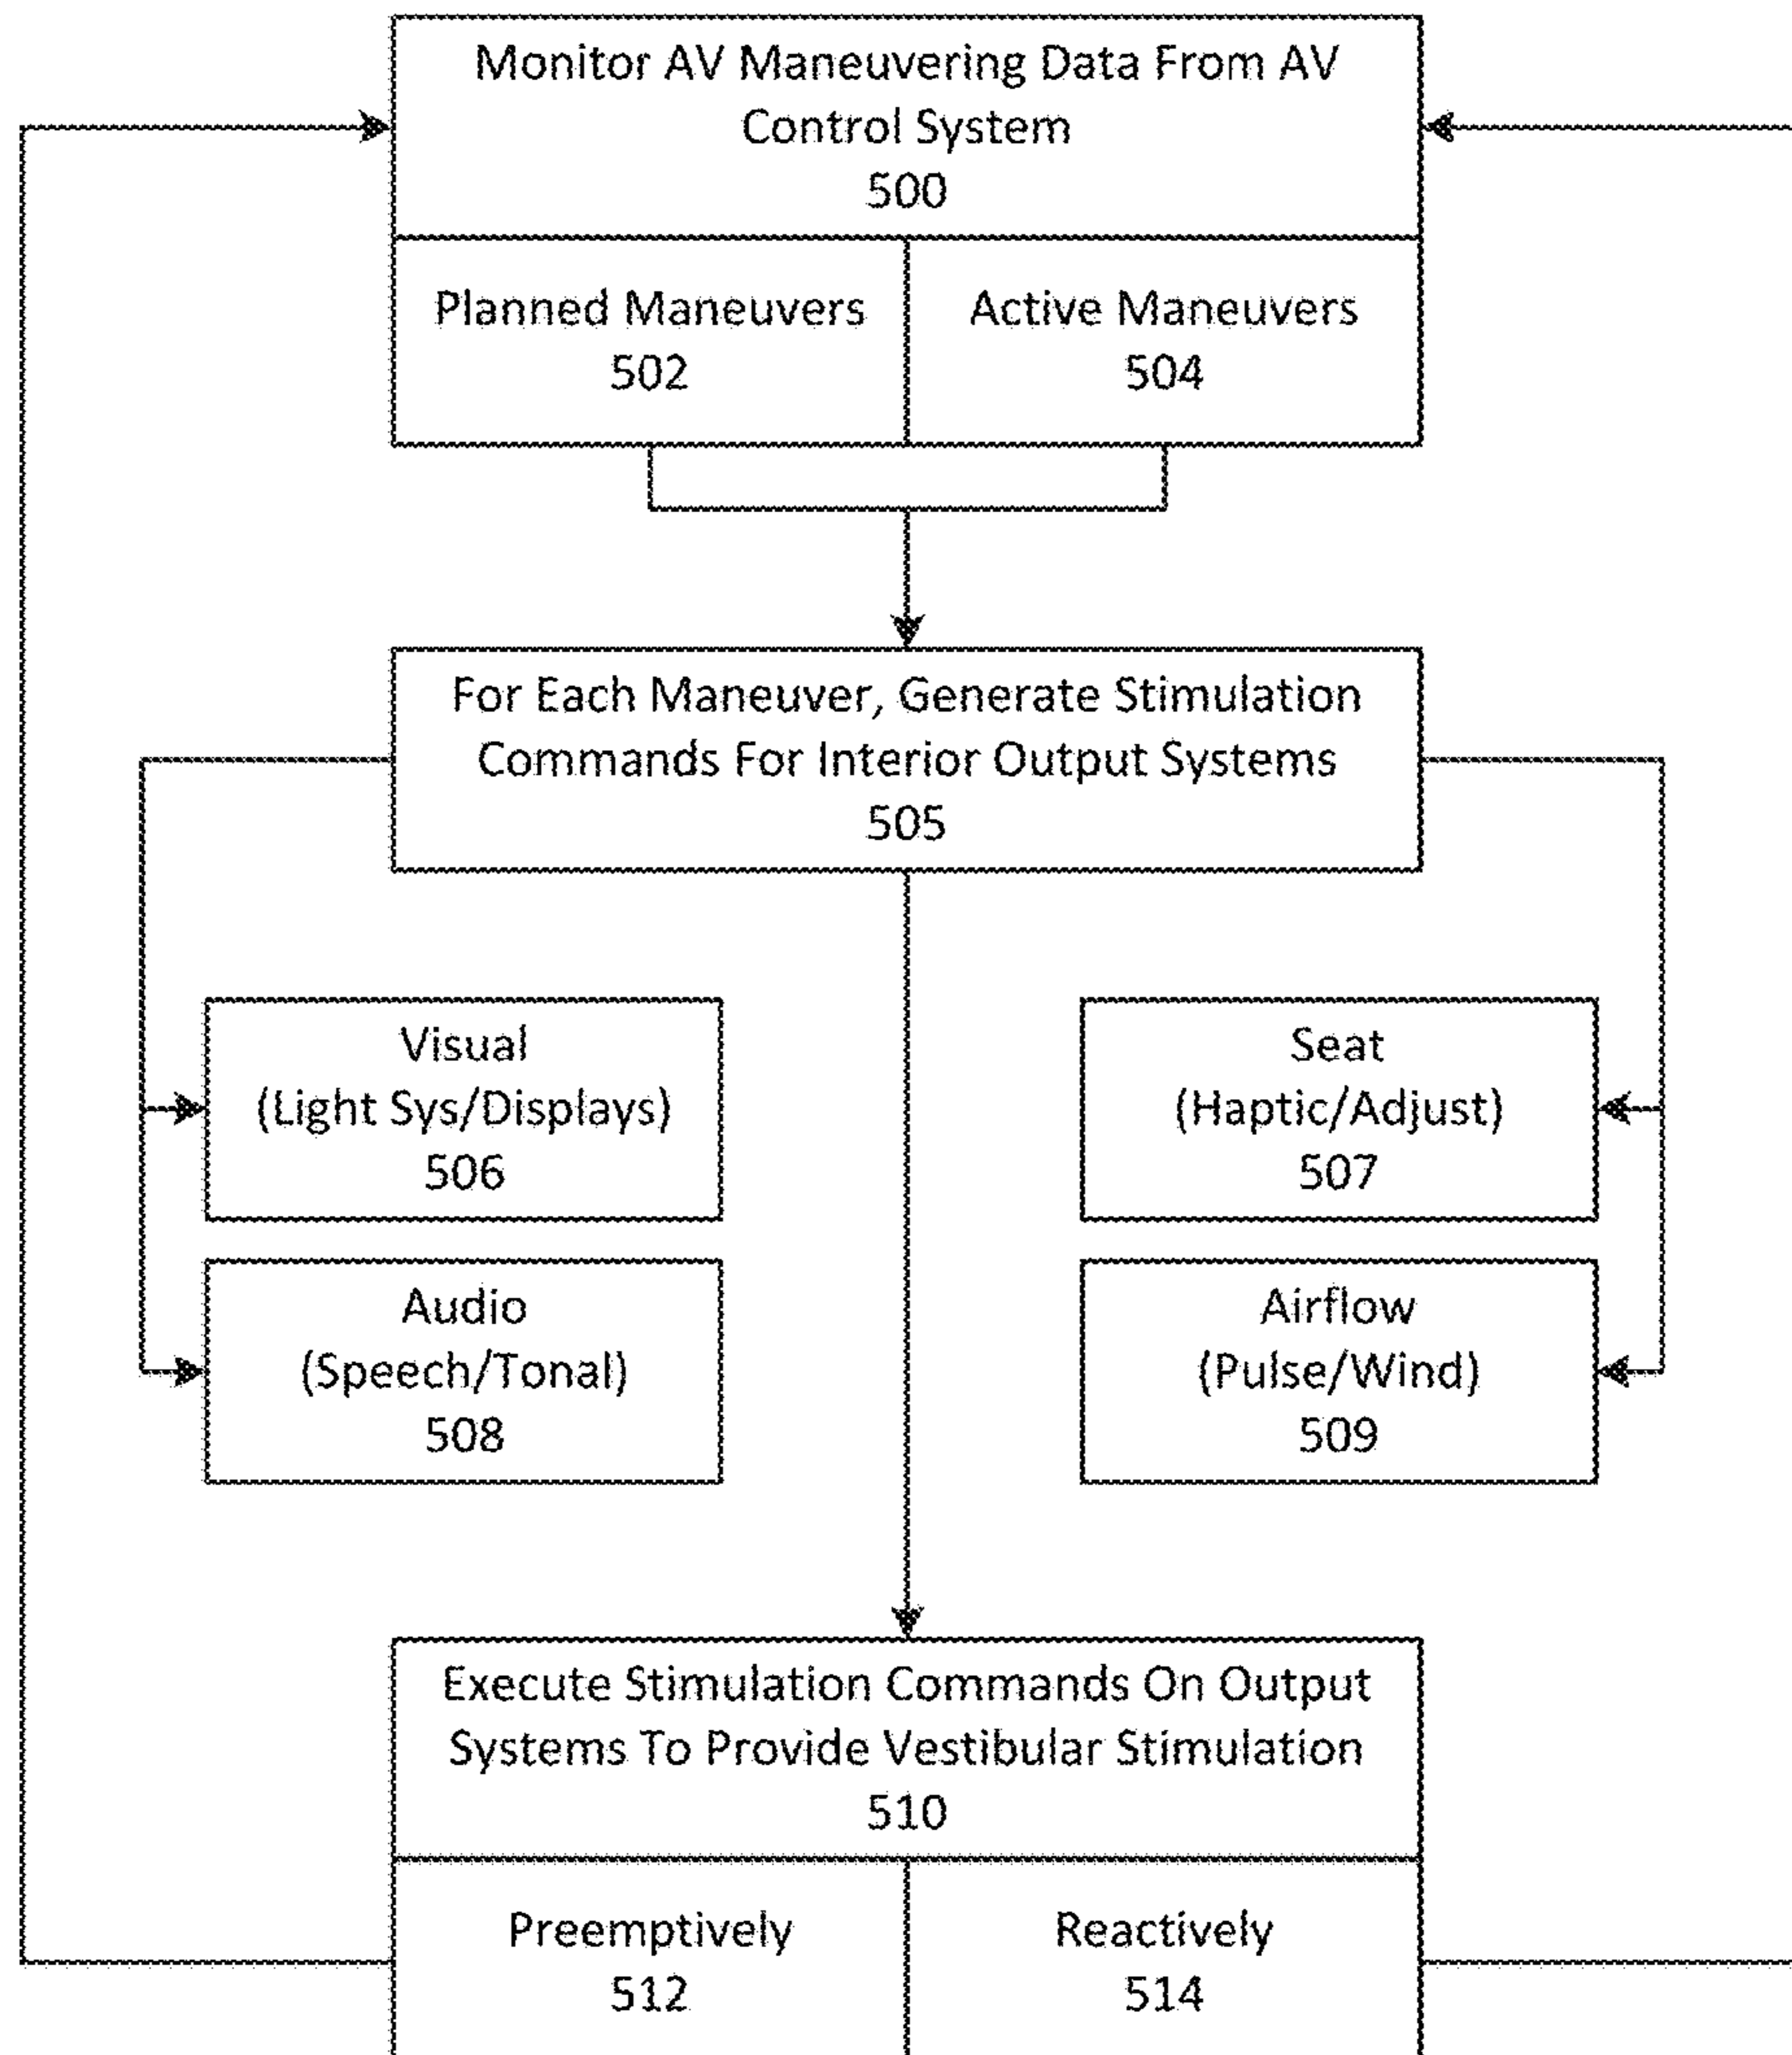 Monitor AV Maneuvering Data From AV
Control System
500
Planned Maneuvers
502
Active Maneuvers
504
For Each Maneuver, Generate Stimulation
Commands For Interior Output Systems
505
Visual
(Light Sys/Displays)
506
Seat
(Haptic/Adjust)
507
Audio
(Speech/Tonal)
508
Airflow
(Pulse/Wind)
509
Execute Stimulation Commands On Output
Systems To Provide Vestibular Stimulation
510
Preemptively
512
Reactively
514